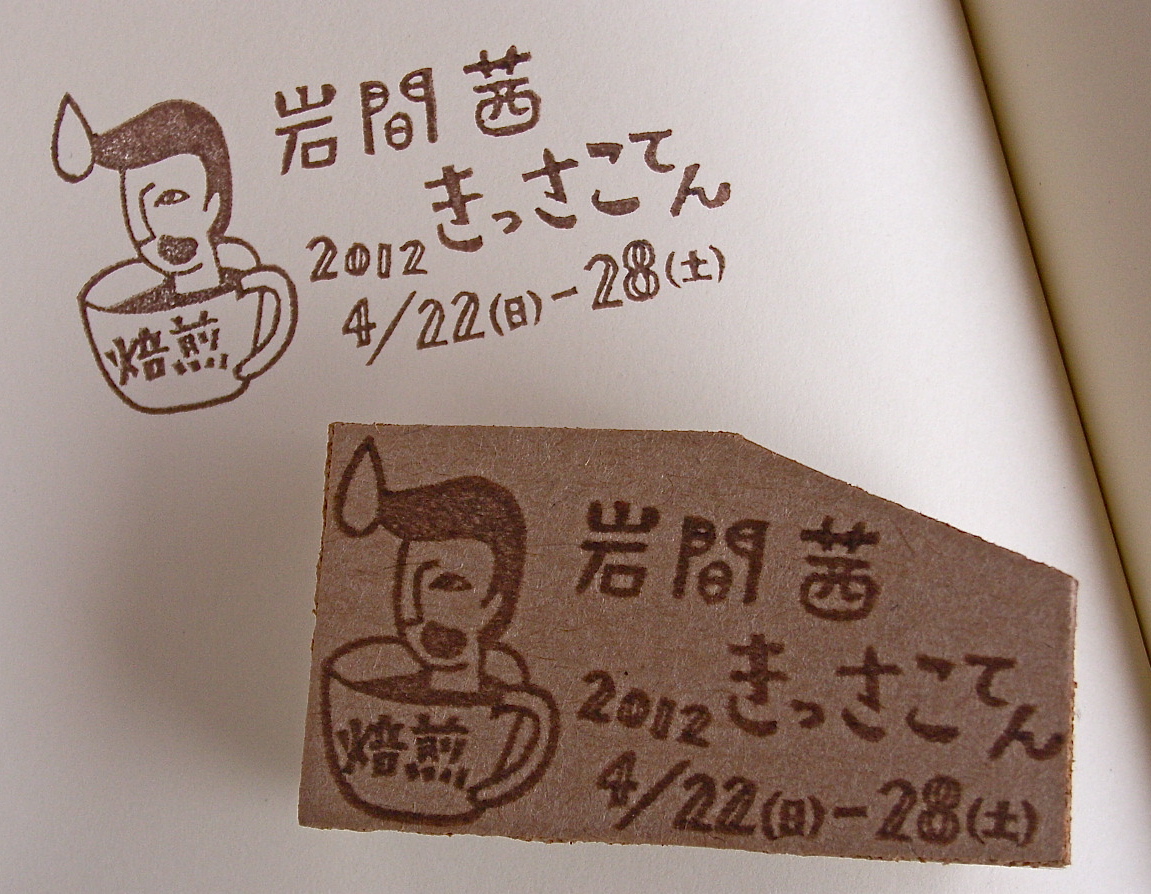 岩間茜
きっさこてん
2012
4/22(日)-28(土)
焙煎
岩間茜
きっさこてん
2012
4/22(日)-28(土)
焙煎